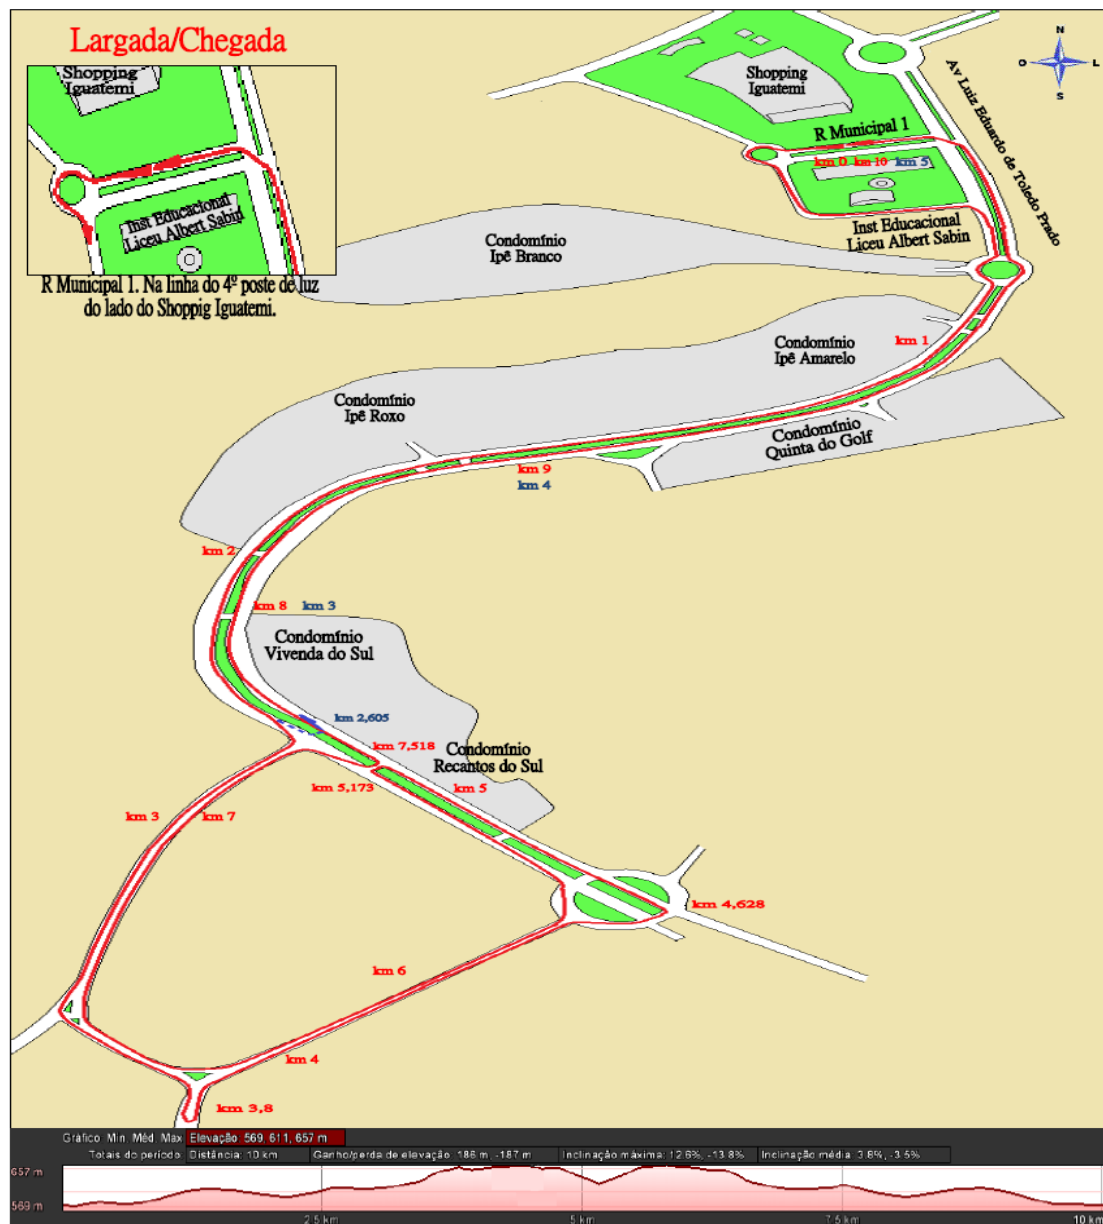 Largada/Chegada
Shopping
Iguatemi
Inst Educacional
Liceu Albert Sabin
R Municipal 1. Na linha do 4º poste de luz
do lado do Shoppig Iguatemi.
N
O
L
S
Shopping
Iguatemi
Av Luiz Eduardo de Toledo Prado
R Municipal 1
km 0 km 10 km 5
Inst Educacional
Liceu Albert Sabin
Condomínio
Ipê Branco
km 1
Condomínio
Ipê Amarelo
Condomínio
Ipê Roxo
Condomínio
Quinta do Golf
km 9
km 4
km 2
km 8 km 3
Condomínio
Vivenda do Sul
km 2,605
km 7,518
Condomínio
Recantos do Sul
km 5,173
km 5
km 3
km 7
km 4,628
km 6
km 4
km 3,8
Gráfico: Min, Méd, Max Elevação: 569, 611, 657 m
Totais do período: Distância: 10 km Ganho/perda de elevação: 186 m, -187 m Inclinação máxima: 12.6%, -13.8% Inclinação média: 3.8%, -3.5%
657 m
569 m
2.5 km 5 km 7.5 km 10 km